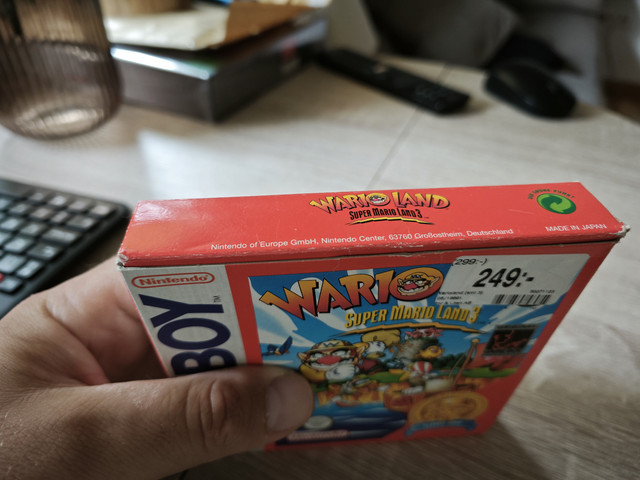 WARIO LAND
SUPER MARIO LAND 3
Nintendo of Europe GmbH, Nintendo Center, 63760 Großostheim, Deutschland
MADE IN JAPAN
Nintendo
BOY TM
WARIO
SUPER MARIO LAND 3
299:-)
249:-